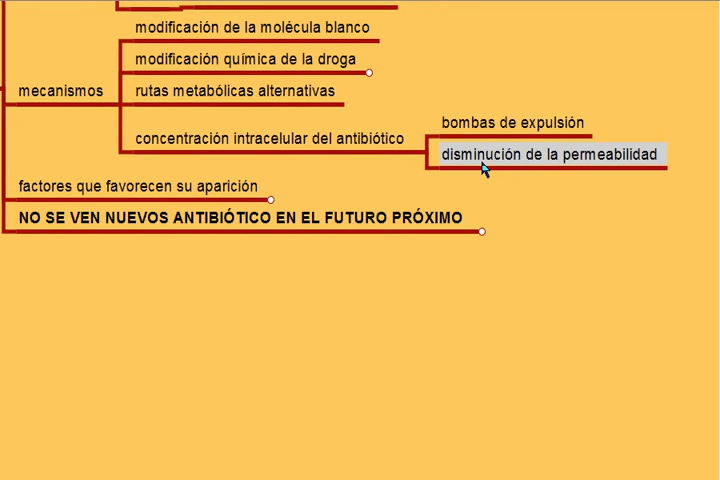 modificación de la molécula blanco
modificación química de la droga
mecanismos
rutas metabólicas alternativas
concentración intracelular del antibiótico
bombas de expulsión
disminución de la permeabilidad
factores que favorecen su aparición
NO SE VEN NUEVOS ANTIBIÓTICO EN EL FUTURO PRÓXIMO